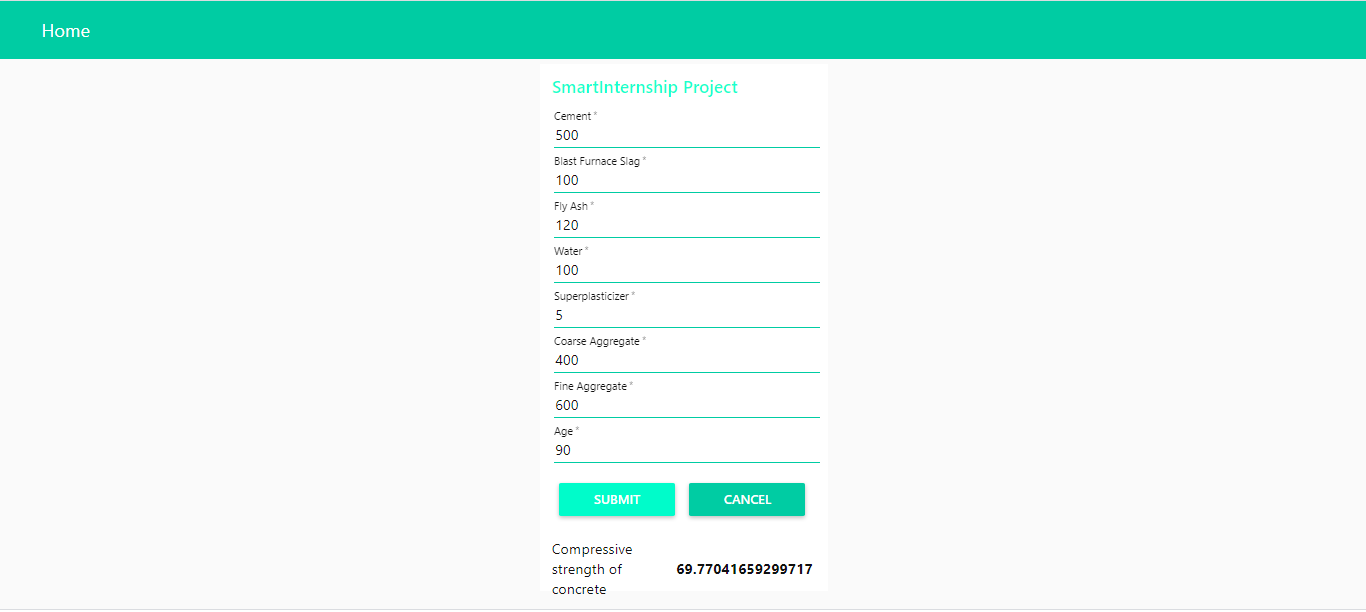 Home
SmartInternship Project
Cement *
500
Blast Furnace Slag *
100
Fly Ash *
120
Water *
100
Superplasticizer *
5
Coarse Aggregate *
400
Fine Aggregate *
600
Age *
90
SUBMIT CANCEL
Compressive
strength of 69.77041659299717
concrete